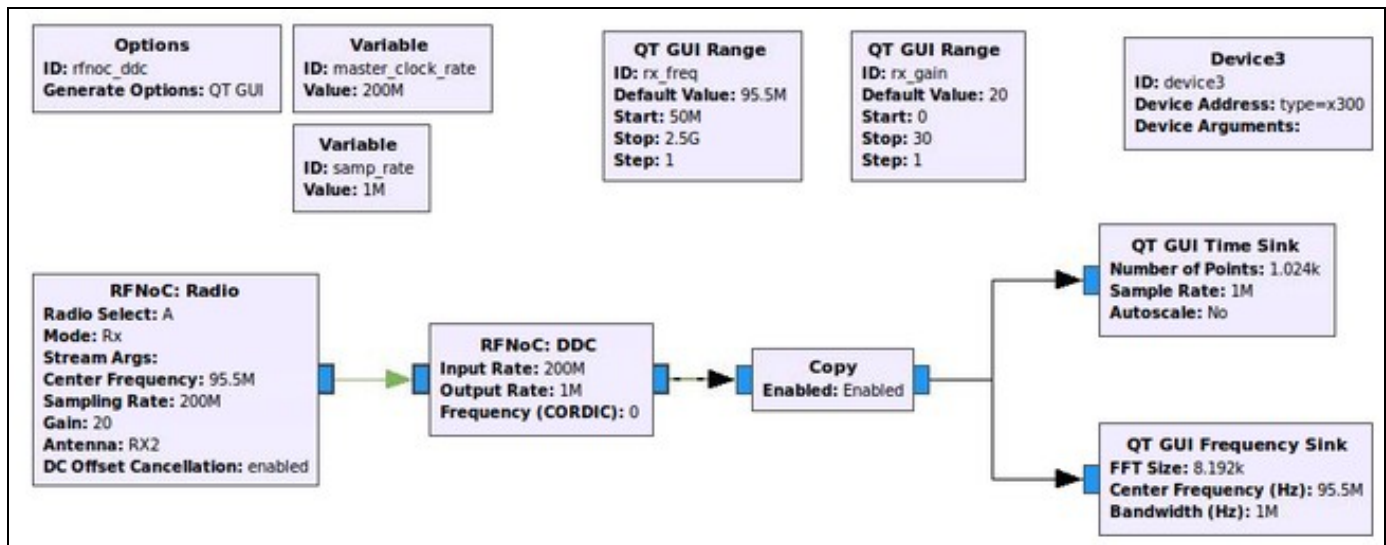 Options
ID: rfnoc_ddc
Generate Options: QT GUI
Variable
ID: master_clock_rate
Value: 200M
Variable
ID: samp_rate
Value: 1M
QT GUI Range
ID: rx_freq
Default Value: 95.5M
Start: 50M
Stop: 2.5G
Step: 1
QT GUI Range
ID: rx_gain
Default Value: 20
Start: 0
Stop: 30
Step: 1
Device3
ID: device3
Device Address: type=x300
Device Arguments:
RFNoC: Radio
Radio Select: A
Mode: Rx
Stream Args:
Center Frequency: 95.5M
Sampling Rate: 200M
Gain: 20
Antenna: RX2
DC Offset Cancellation: enabled
RFNoC: DDC
Input Rate: 200M
Output Rate: 1M
Frequency (CORDIC): 0
Copy
Enabled: Enabled
QT GUI Time Sink
Number of Points: 1.024k
Sample Rate: 1M
Autoscale: No
QT GUI Frequency Sink
FFT Size: 8.192k
Center Frequency (Hz): 95.5M
Bandwidth (Hz): 1M